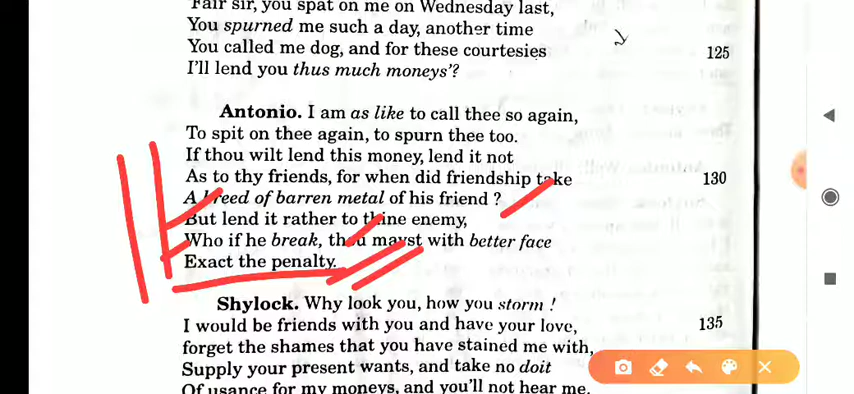 'Fair sir, you spat on me on Wednesday last,
You spurned me such a day, another time
You called me dog, and for these courtesies
125
I'll lend you thus much moneys'?
Antonio. I am as like to call thee so again,
To spit on thee again, to spurn thee too.
If thou wilt lend this money, lend it not
As to thy friends, for when did friendship take
130
A breed of barren metal of his friend ?
But lend it rather to thine enemy,
Who if he break, thou mayst with better face
Exact the penalty.
Shylock. Why look you, how you storm !
I would be friends with you and have your love,
135
forget the shames that you have stained me with,
Supply your present wants, and take no doit
Of usance for my moneys, and you'll not hear me.